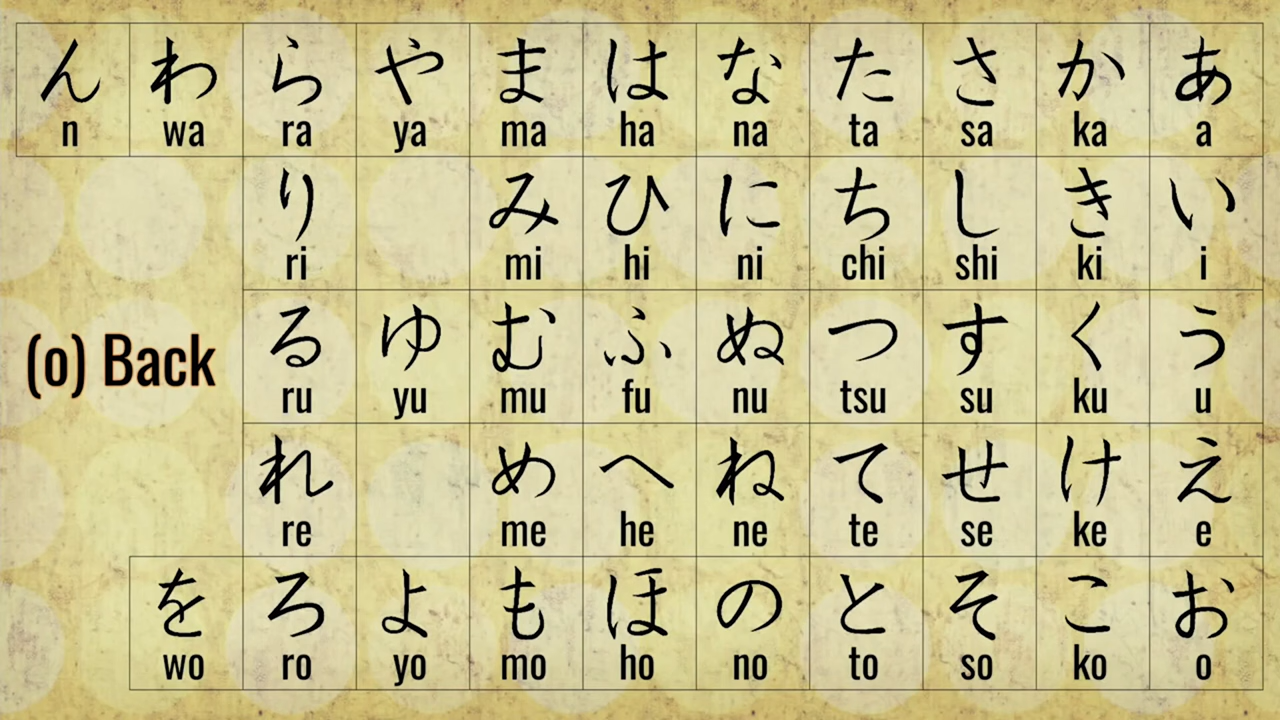 ん わ ら や ま は な た さ か あ
n wa ra ya ma ha na ta sa ka a
り み ひ に ち し き い
ri mi hi ni chi shi ki i
る ゆ む ふ ぬ つ す く う
(o) Back
ru yu mu fu nu tsu su ku u
れ め へ ね て せ け え
re me he ne te se ke e
を ろ よ も ほ の と そ こ お
wo ro yo mo ho no to so ko o